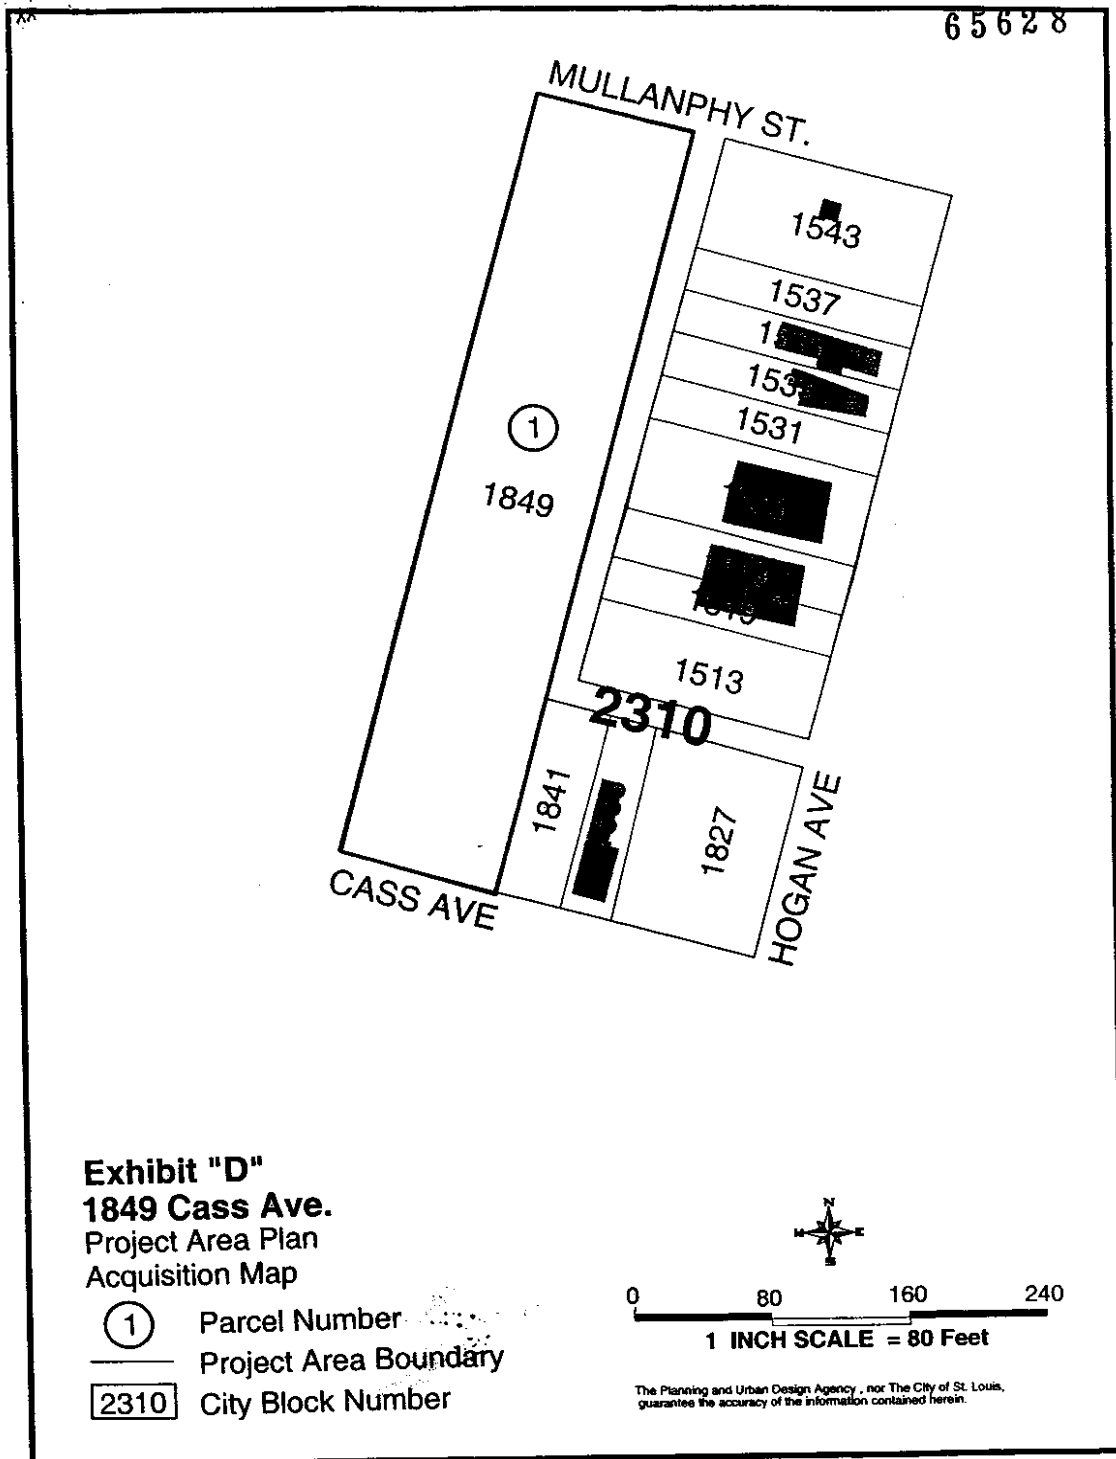 65628
MULLANPHY ST.
1543
1537
1531
1
1849
1513
2310
1841
1827
HOGAN AVE
CASS AVE
Exhibit "D"
1849 Cass Ave.
Project Area Plan
Acquisition Map
1 Parcel Number
Project Area Boundary
2310 City Block Number
N
W E
S
0 80 160 240
1 INCH SCALE = 80 Feet
The Planning and Urban Design Agency , nor The City of St. Louis,
guarantee the accuracy of the information contained herein.